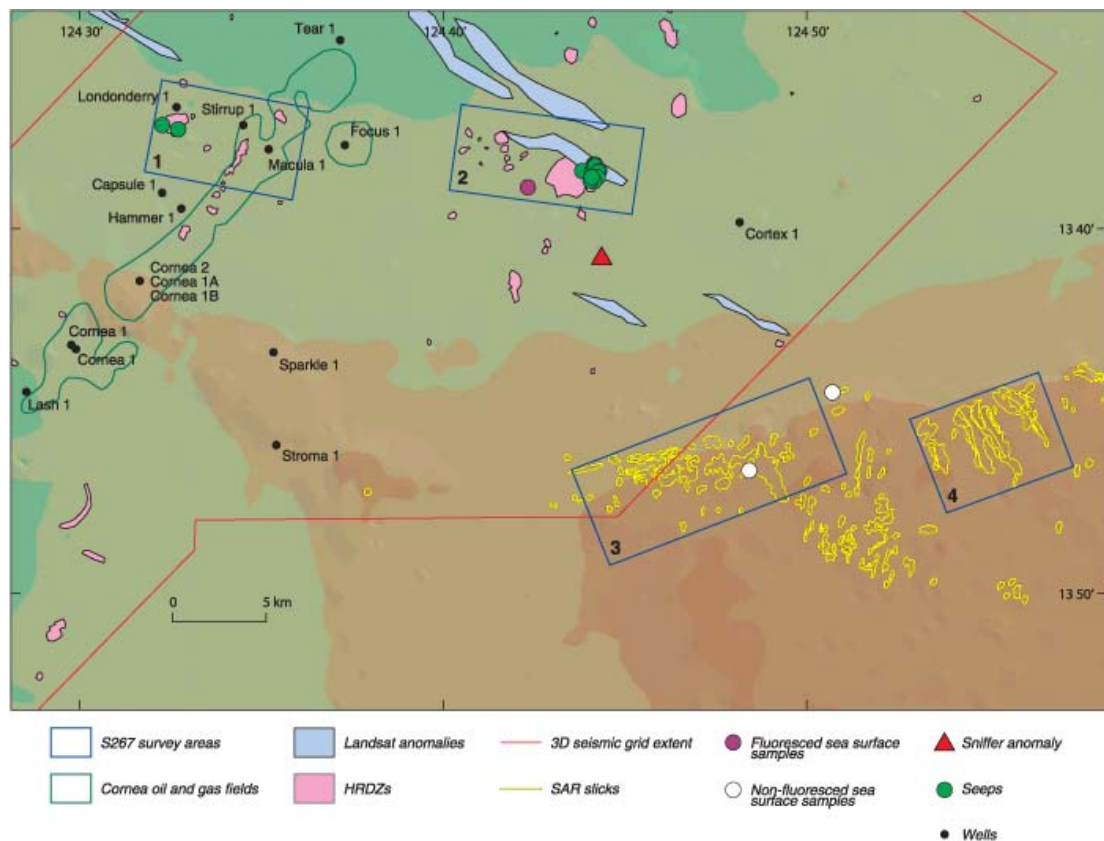 124 30'
124 40'
124 50'
Tear 1
Londonderry 1
Stirrup 1
Focus 1
Macula 1
1
2
Capsule 1
Hammer 1
Cortex 1
13 40'
Cornea 2
Cornea 1A
Cornea 1B
Cornea 1
Cornea 1
Sparkle 1
Lash 1
Stroma 1
4
3
0
5 km
13 50'
S267 survey areas
Landsat anomalies
3D seismic grid extent
Fluoresced sea surface
samples
Sniffer anomaly
Cornea oil and gas fields
HRDZs
SAR slicks
Non-fluoresced sea
surface samples
Seeps
Wells